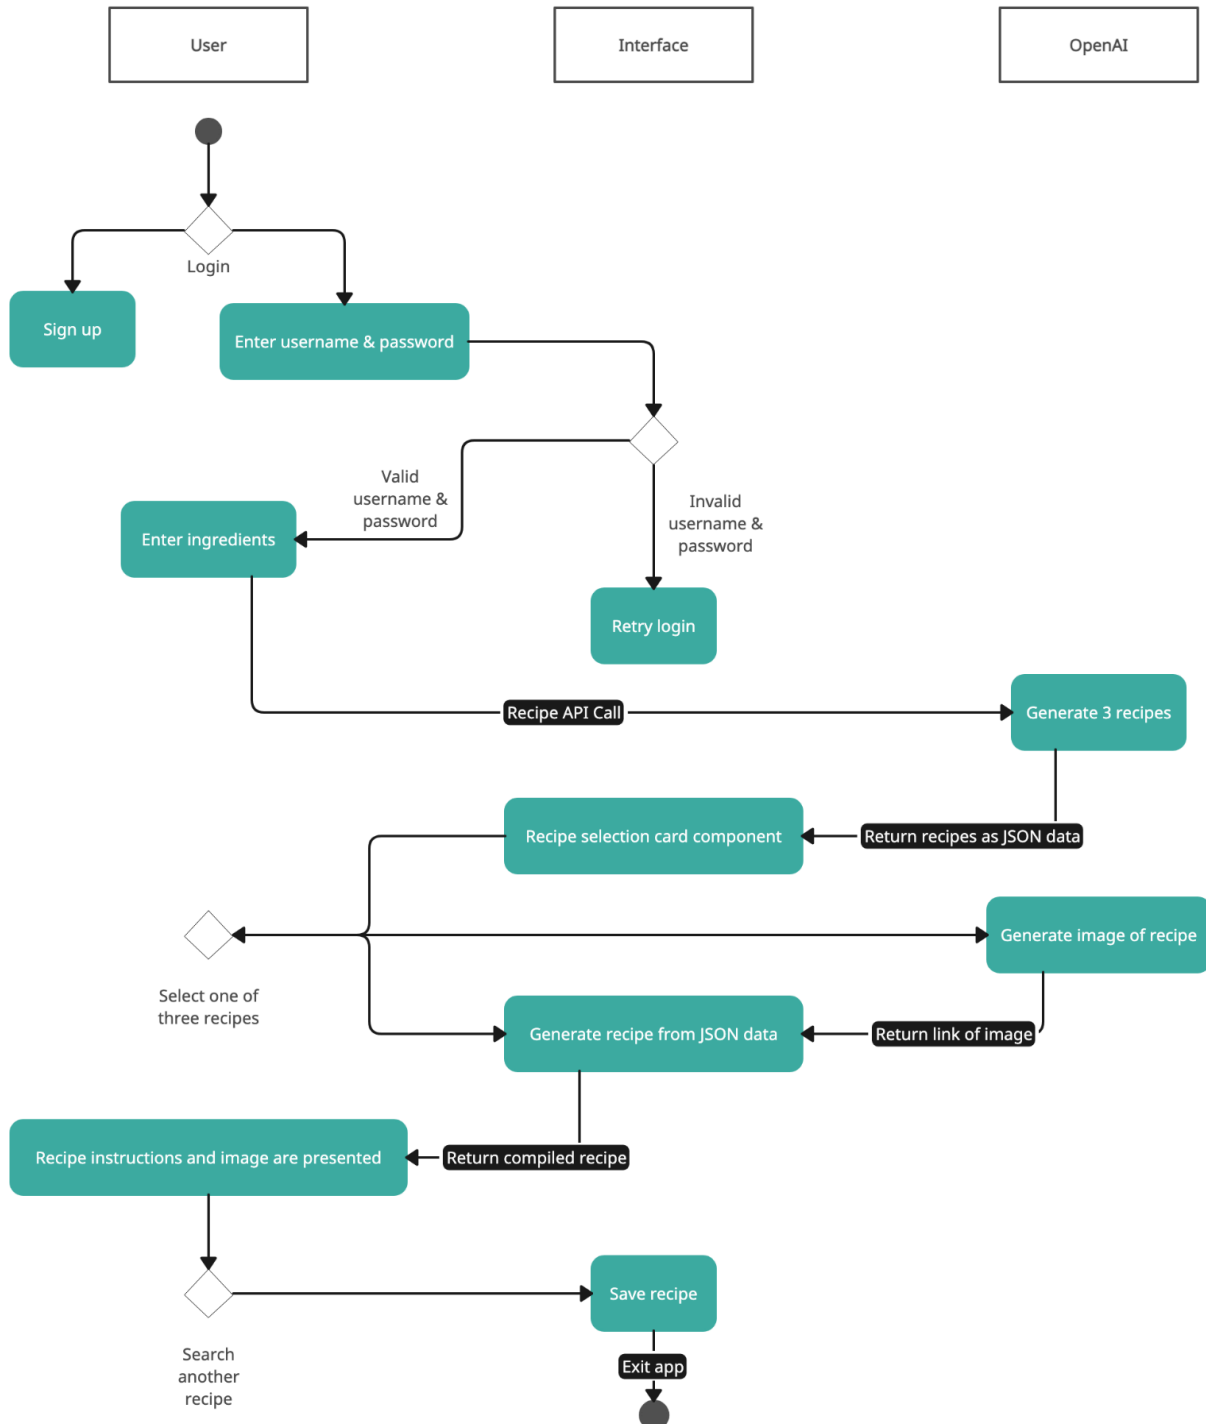 User
Interface
OpenAI
Login
Sign up
Enter username & password
Valid
username &
password
Invalid
username &
password
Enter ingredients
Retry login
Recipe API Call
Generate 3 recipes
Recipe selection card component
Return recipes as JSON data
Generate image of recipe
Select one of
three recipes
Generate recipe from JSON data
Return link of image
Recipe instructions and image are presented
Return compiled recipe
Save recipe
Search
another
recipe
Exit app